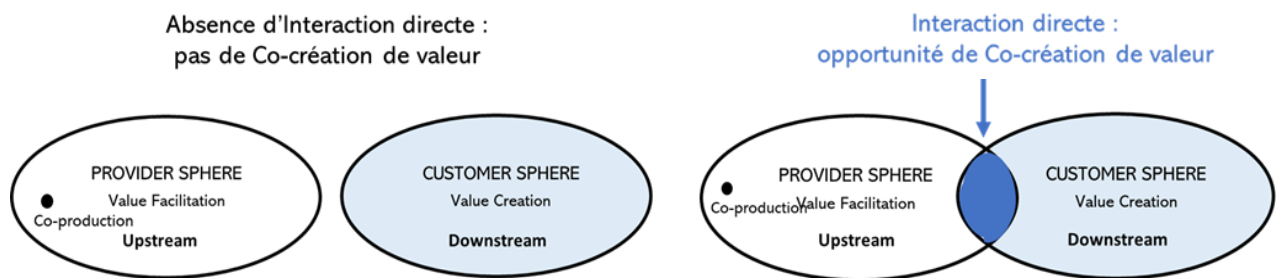 Absence d’Interaction directe :
pas de Co-création de valeur
PROVIDER SPHERE
Value Facilitation
Co-production
Upstream
CUSTOMER SPHERE
Value Creation
Downstream
Interaction directe :
opportunité de Co-création de valeur
PROVIDER SPHERE
Value Facilitation
Co-production
Upstream
CUSTOMER SPHERE
Value Creation
Downstream